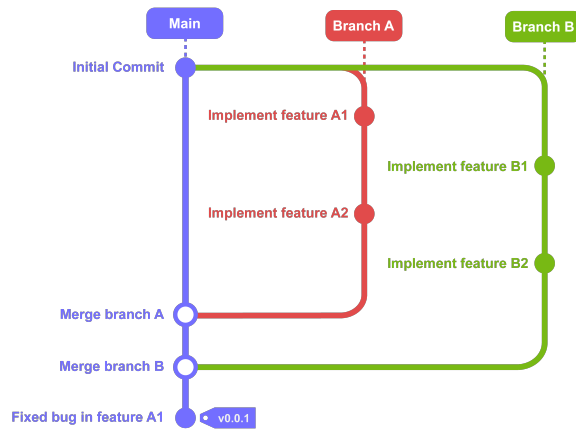 Main
Branch A
Branch B
Initial Commit
Implement feature A1
Implement feature B1
Implement feature A2
Implement feature B2
Merge branch A
Merge branch B
Fixed bug in feature A1
v0.0.1